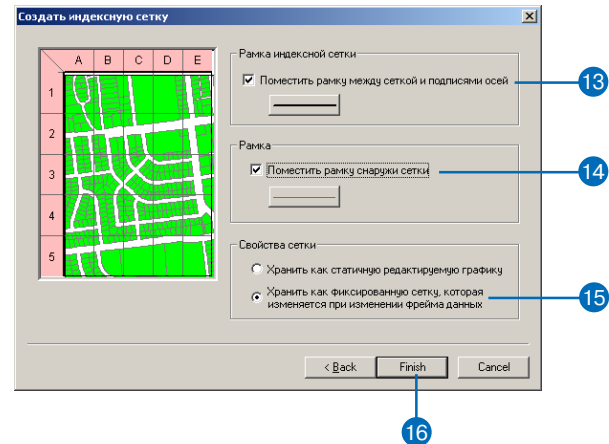 Создать индексную сетку
A B C D E
1
2
3
4
5
Рамка индексной сетки
Поместить рамку между сеткой и подписями осей
13
Рамка
Поместить рамку снаружи сетки
14
Свойства сетки
Хранить как статичную редактируемую графику
Хранить как фиксированную сетку, которая
изменяется при изменении фрейма данных
15
< Back Finish Cancel
16